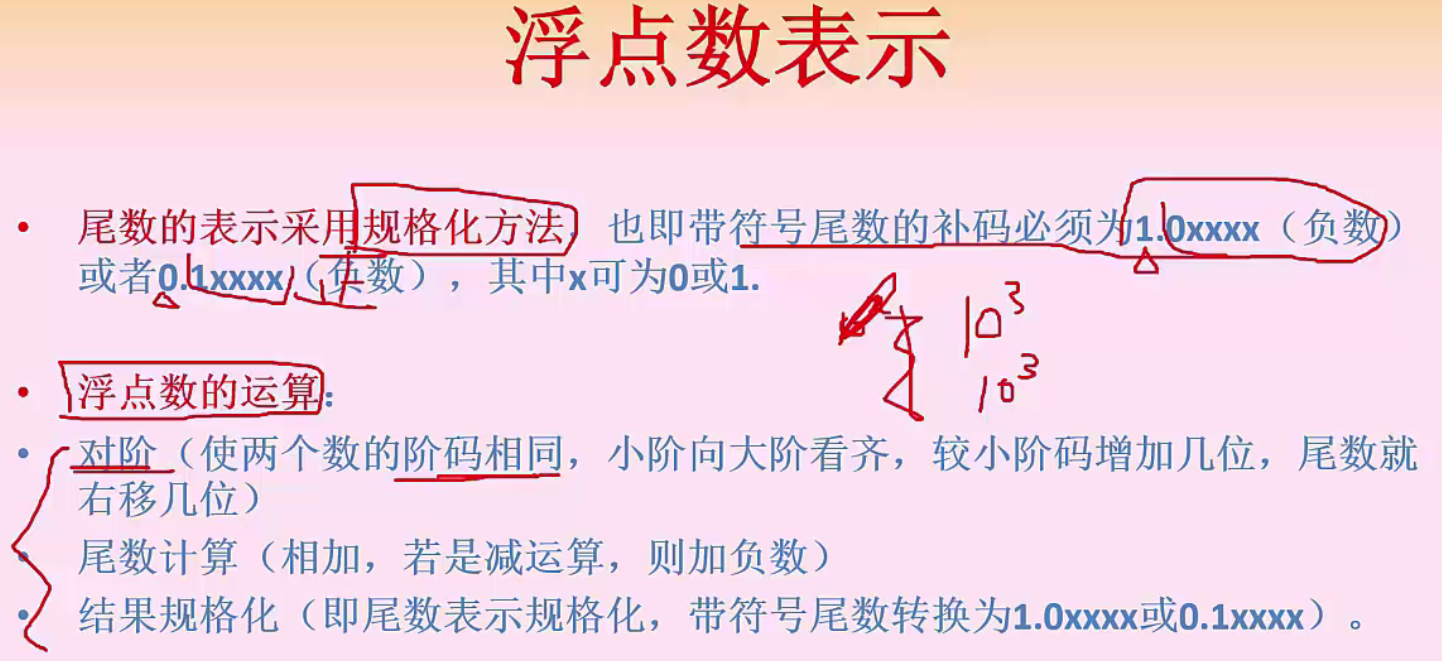 浮点数表示
• 尾数的表示采用规格化方法，也即带符号尾数的补码必须为1.0xxxx（负数）
或者0.1xxxx（负数），其中x可为0或1.
10³
10³
• 浮点数的运算：
• 对阶（使两个数的阶码相同，小阶向大阶看齐，较小阶码增加几位，尾数就
右移几位）
• 尾数计算（相加，若是减运算，则加负数）
• 结果规格化（即尾数表示规格化，带符号尾数转换为1.0xxxx或0.1xxxx）。